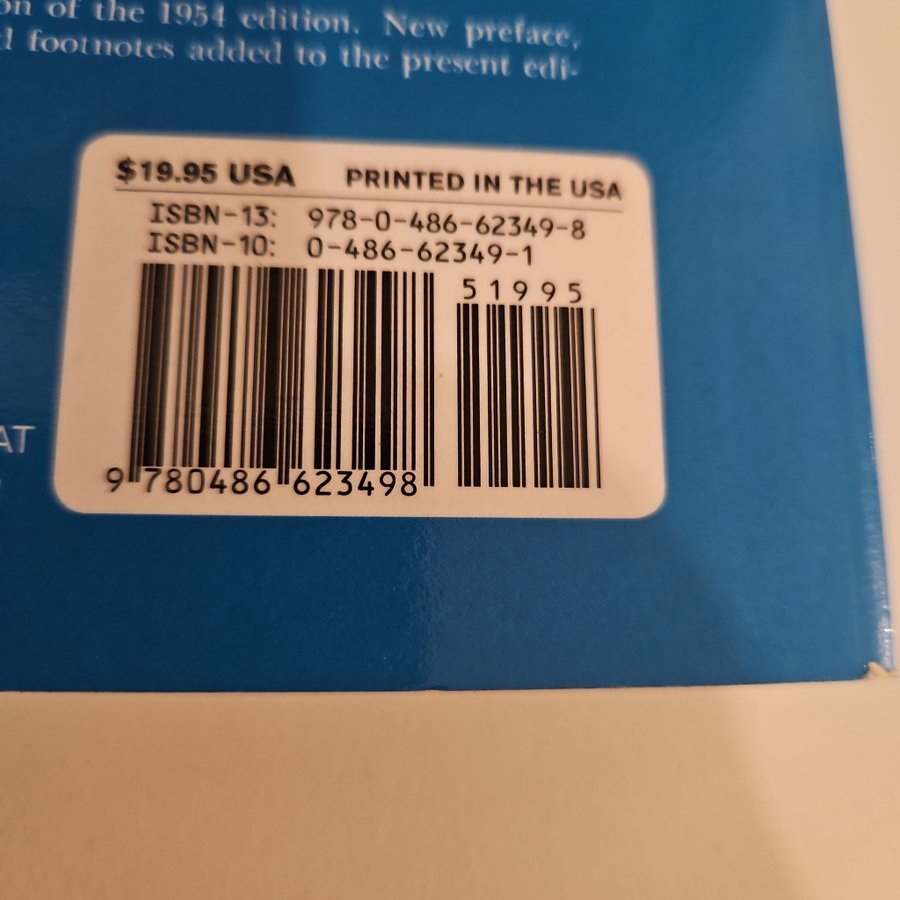 on of the 1954 edition. New preface,
footnotes added to the present edi-
$19.95 USA PRINTED IN THE USA
ISBN-13: 978-0-486-62349-8
ISBN-10: 0-486-62349-1
51995
9 780486 623498
AT